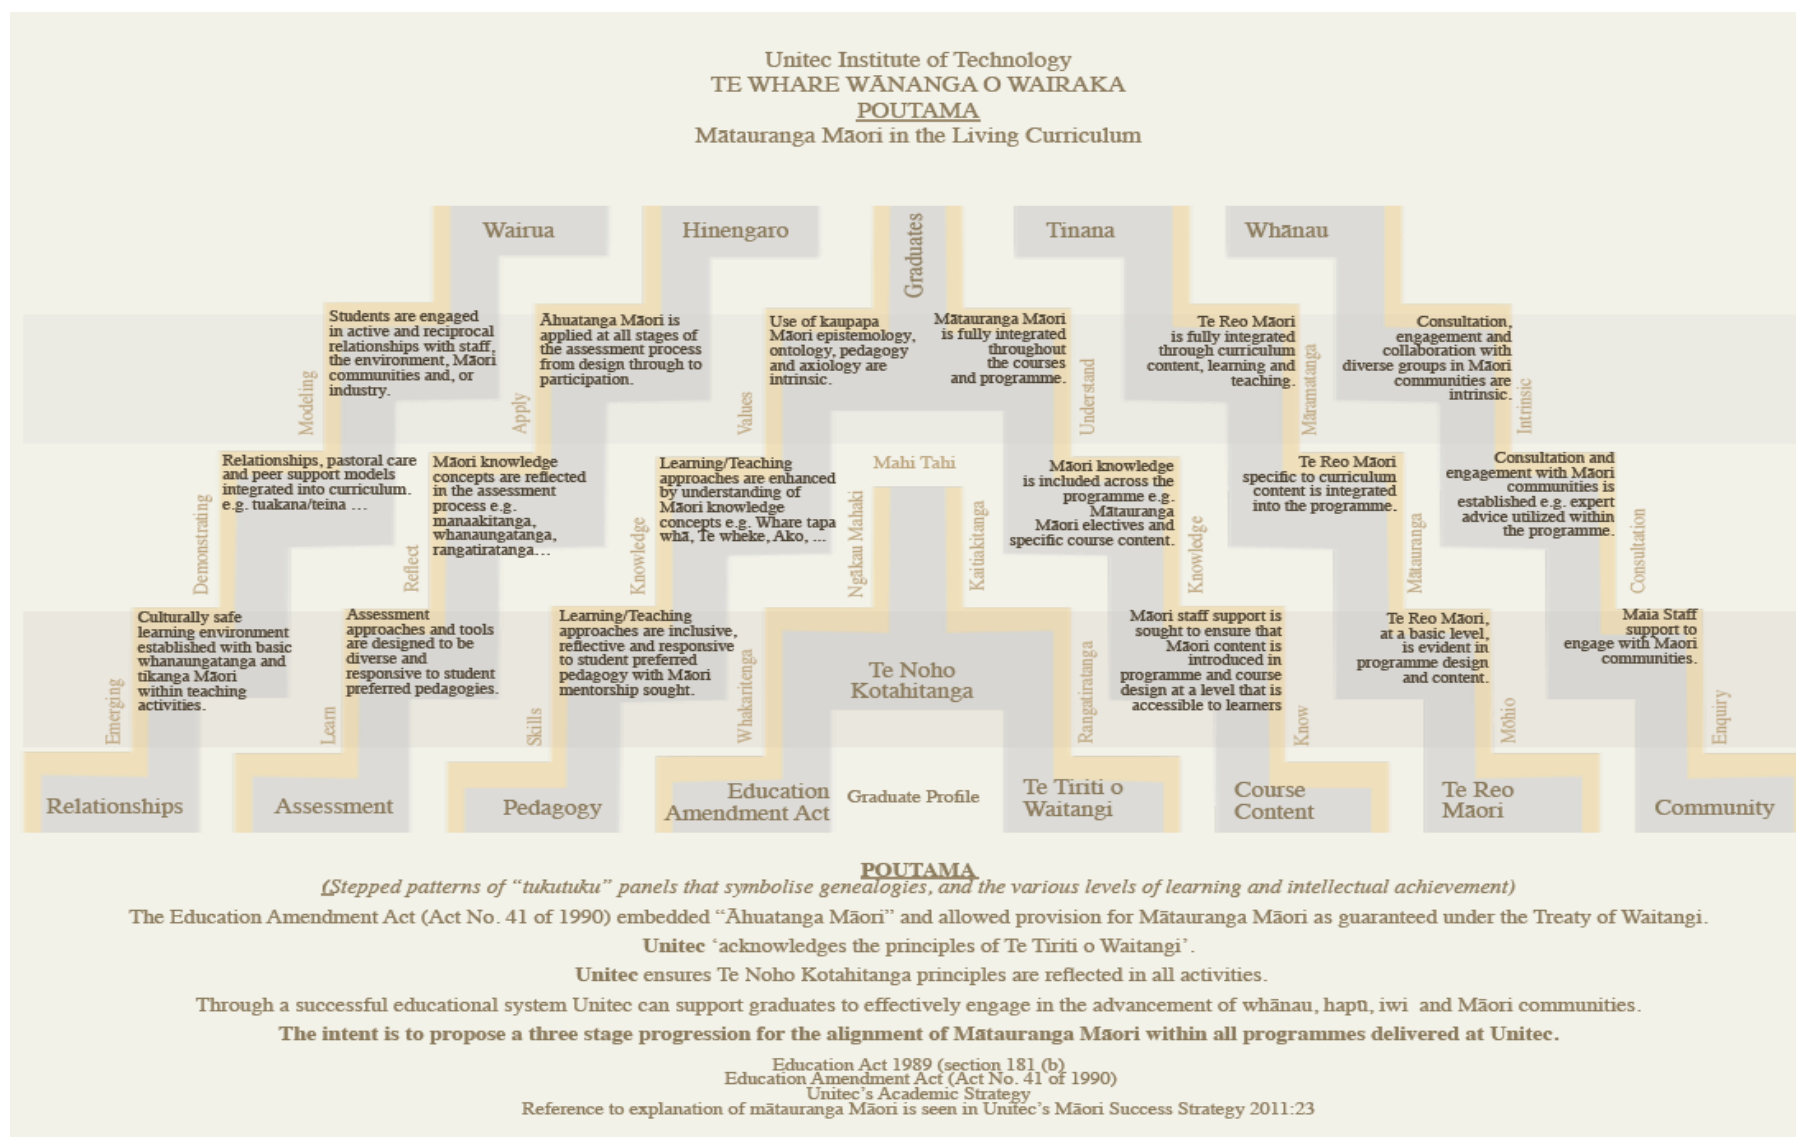 Unitec Institute of Technology
TE WHARE WĀNANGA O WAIRAKA
POUTAMA
Mātauranga Māori in the Living Curriculum
Wairua
Hinengaro
Graduates
Tinana
Whānau
Students are engaged
in active and reciprocal
relationships with staff,
the environment, Māori
communities and, or
industry.
Āhuatanga Māori is
applied at all stages of
the assessment process
from design through to
participation.
Use of kaupapa
Māori epistemology,
ontology, pedagogy
and axiology are
intrinsic.
Mātauranga Māori
is fully integrated
throughout
the courses
and programme.
Te Reo Māori
is fully integrated
through curriculum
content, learning and
teaching.
Consultation,
engagement and
collaboration with
diverse groups in Māori
communities are
intrinsic.
Modeling
Apply
Values
Understand
Māramatanga
Intrinsic
Relationships, pastoral care
and peer support models
integrated into curriculum.
e.g. tuakana/teina ...
Māori knowledge
concepts are reflected
in the assessment
process e.g.
manaakitanga,
whanaungatanga,
rangatiratanga...
Learning/Teaching
approaches are enhanced
by understanding of
Māori knowledge
concepts e.g. Whare tapa
whā, Te wheke, Ako, ...
Mahi Tahi
Māori knowledge
is included across the
programme e.g.
Mātauranga
Māori electives and
specific course content.
Te Reo Māori
specific to curriculum
content is integrated
into the programme.
Consultation and
engagement with Māori
communities is
established e.g. expert
advice utilized within
the programme.
Demonstrating
Reflect
Knowledge
Ngākau Mahaki
Kaitiakitanga
Knowledge
Mātauranga
Consultation
Culturally safe
learning environment
established with basic
whanaungatanga and
tikanga Māori
within teaching
activities.
Assessment
approaches and tools
are designed to be
diverse and
responsive to student
preferred pedagogies.
Learning/Teaching
approaches are inclusive,
reflective and responsive
to student preferred
pedagogy with Māori
mentorship sought.
Te Noho
Kotahitanga
Māori staff support is
sought to ensure that
Māori content is
introduced in
programme and course
design at a level that is
accessible to learners
Te Reo Māori,
at a basic level,
is evident in
programme design
and content.
Maia Staff
support to
engage with Maori
communities.
Emerging
Learn
Skills
Whakaritenga
Rangatiratanga
Know
Mōhio
Enquiry
Relationships
Assessment
Pedagogy
Education
Amendment Act
Graduate Profile
Te Tiriti o
Waitangi
Course
Content
Te Reo
Māori
Community
POUTAMA
(Stepped patterns of “tukutuku” panels that symbolise genealogies, and the various levels of learning and intellectual achievement)
The Education Amendment Act (Act No. 41 of 1990) embedded “Āhuatanga Māori” and allowed provision for Mātauranga Māori as guaranteed under the Treaty of Waitangi.
Unitec ‘acknowledges the principles of Te Tiriti o Waitangi’.
Unitec ensures Te Noho Kotahitanga principles are reflected in all activities.
Through a successful educational system Unitec can support graduates to effectively engage in the advancement of whānau, hapū, iwi and Māori communities.
The intent is to propose a three stage progression for the alignment of Mātauranga Māori within all programmes delivered at Unitec.
Education Act 1989 (section 181 (b)
Education Amendment Act (Act No. 41 of 1990)
Unitec’s Academic Strategy
Reference to explanation of mātauranga Māori is seen in Unitec’s Māori Success Strategy 2011:23